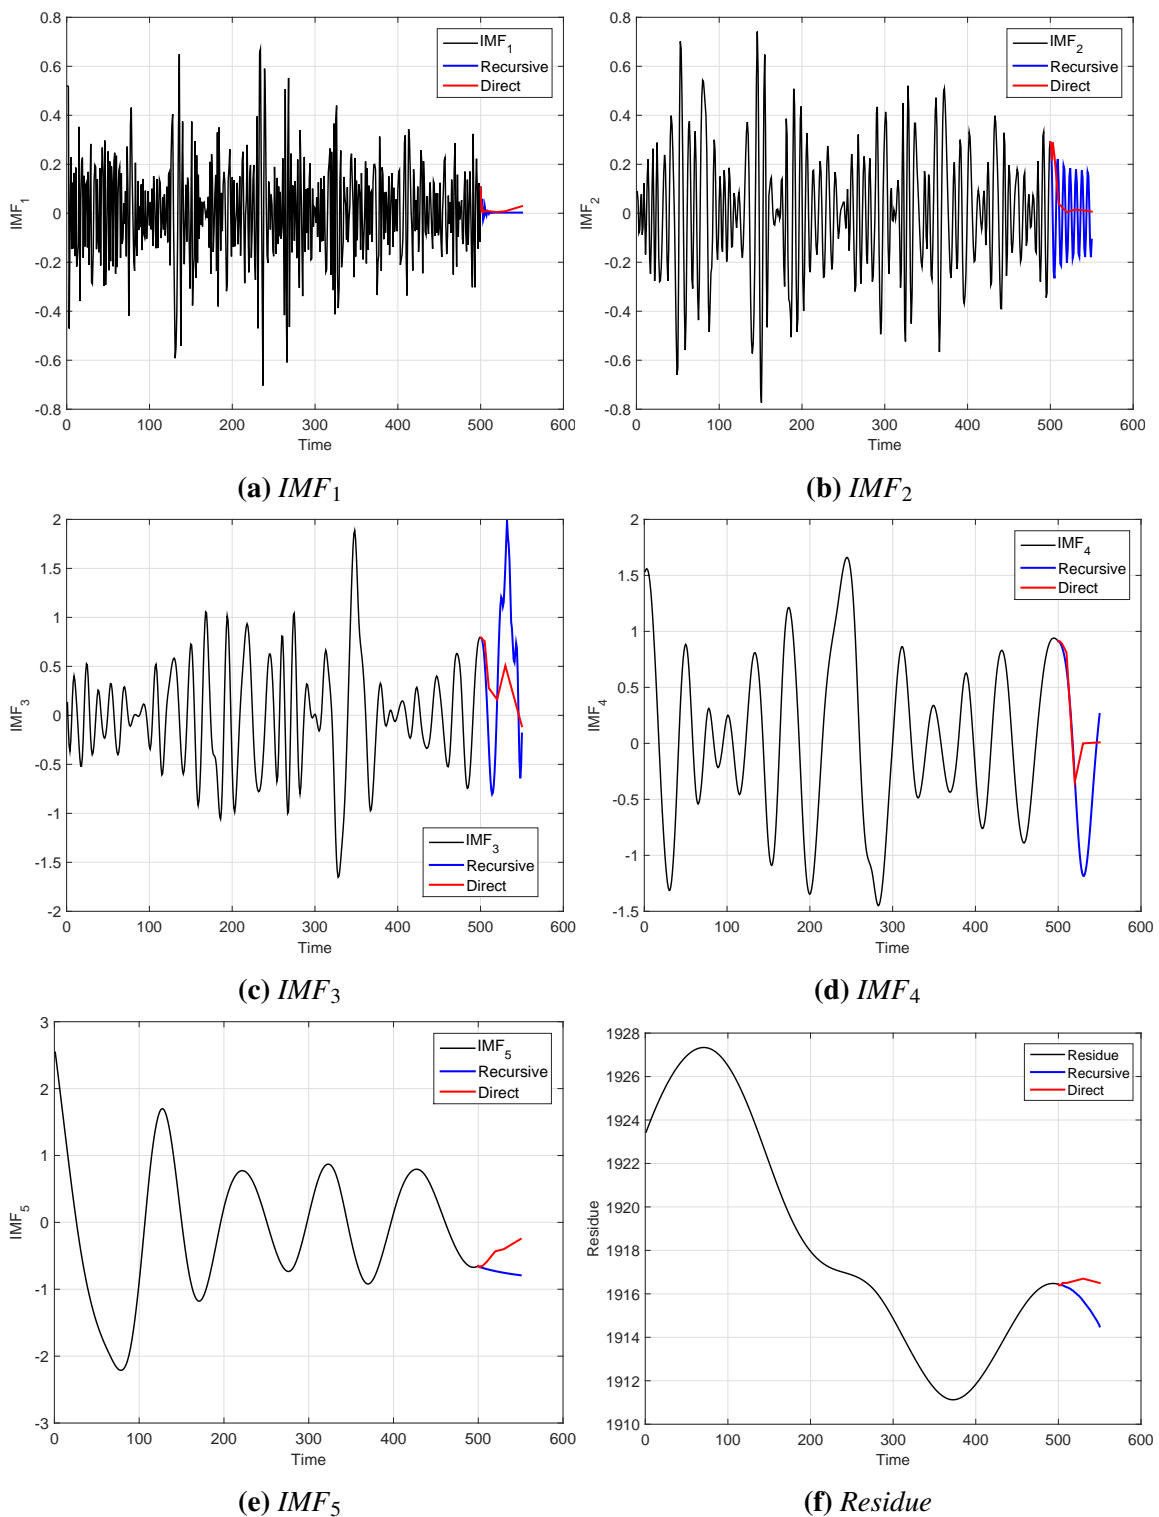 0.8
0.6
0.4
0.2
0
-0.2
-0.4
-0.6
-0.8
IMF1
IMF1
Recursive
Direct
0 100 200 300 400 500 600
Time
(a) IMF1
0.8
0.6
0.4
0.2
0
-0.2
-0.4
-0.6
-0.8
IMF2
IMF2
Recursive
Direct
0 100 200 300 400 500 600
Time
(b) IMF2
2
1.5
1
0.5
0
-0.5
-1
-1.5
-2
IMF3
IMF3
Recursive
Direct
0 100 200 300 400 500 600
Time
(c) IMF3
2
1.5
1
0.5
0
-0.5
-1
-1.5
IMF4
IMF4
Recursive
Direct
0 100 200 300 400 500 600
Time
(d) IMF4
3
2
1
0
-1
-2
-3
IMF5
IMF5
Recursive
Direct
0 100 200 300 400 500 600
Time
(e) IMF5
1928
1926
1924
1922
1920
1918
1916
1914
1912
1910
Residue
Residue
Recursive
Direct
0 100 200 300 400 500 600
Time
(f) Residue